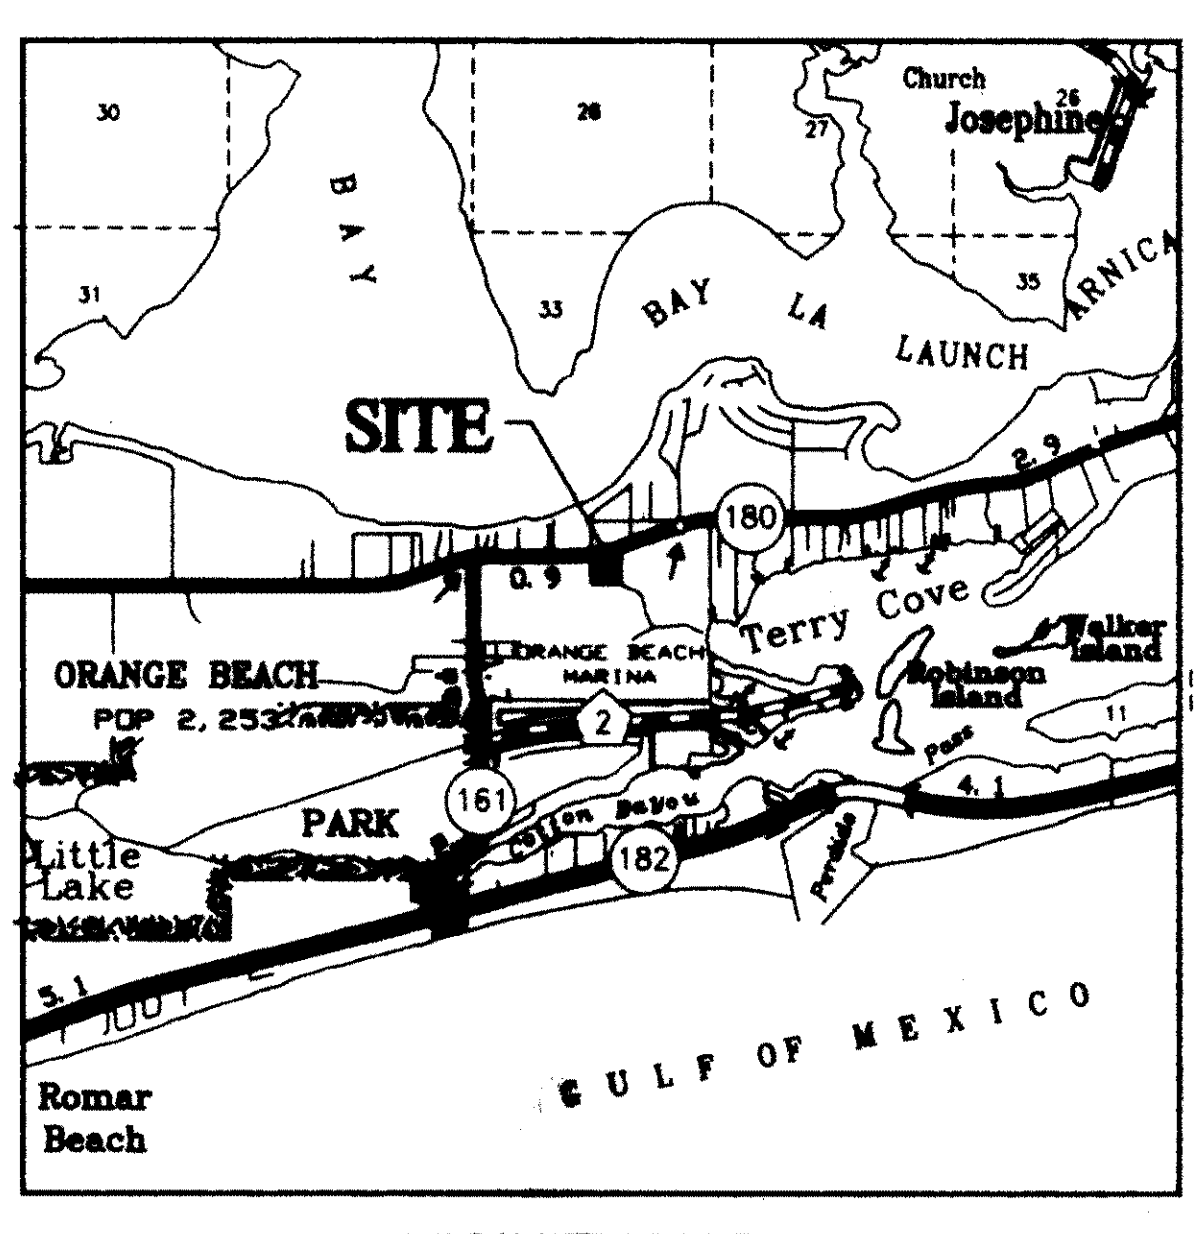 Church
30
28
26
27
Josephine
BAY
31
33
35
ARNICA
BAY LA LAUNCH
SITE
2.9
180
0.9
Terry Cove
ORANGE BEACH
MARINA
Walker
Island
ORANGE BEACH
POP 2,253
Robinson
Island
2
11
Pass
4.1
161
PARK
Cotton Bayou
182
Perdido
Little
Lake
5.1
GULF OF MEXICO
Romar
Beach